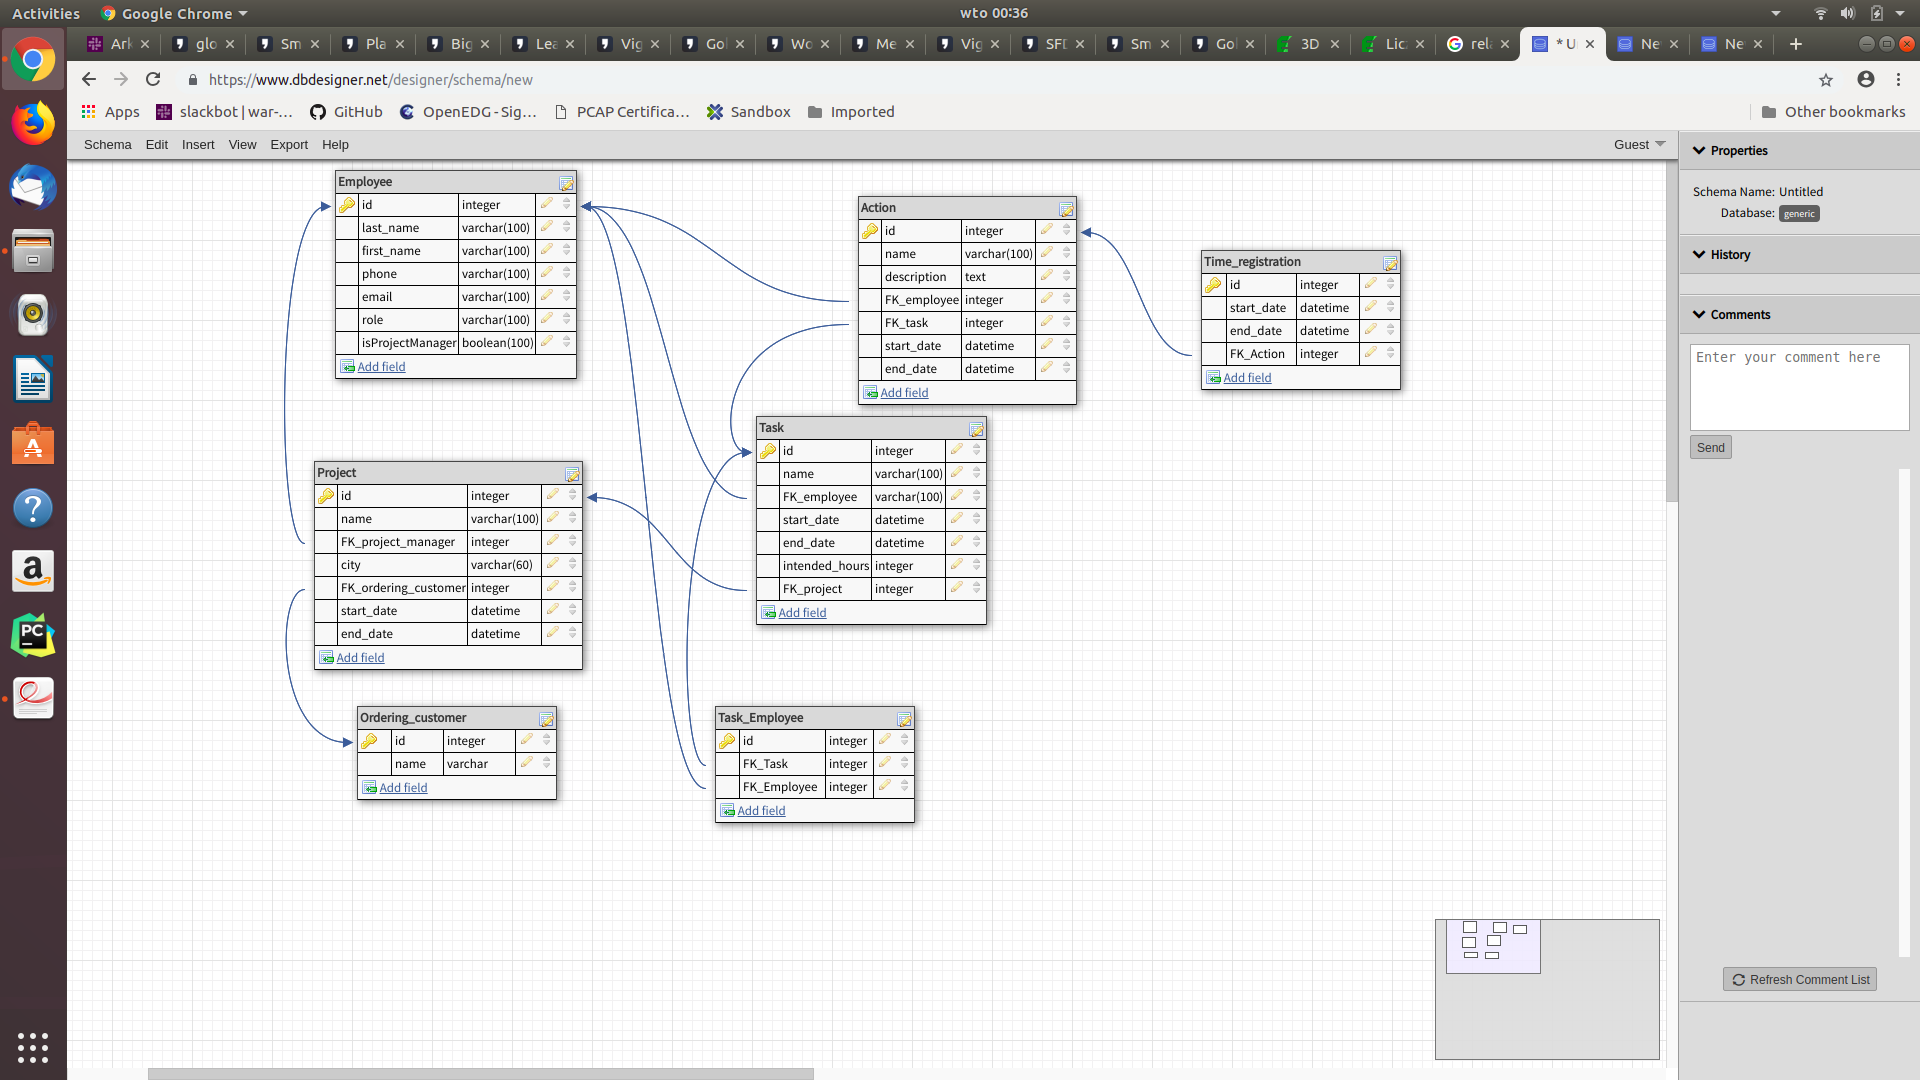 Activities
Google Chrome
wto 00:36
Ark
glo
Sm
Pla
Big
Lea
Vig
Gol
Wo
Me
Vig
SFD
Sm
Gol
3D
Lic
rela
* U
Ne
Ne
https://www.dbdesigner.net/designer/schema/new
Apps
slackbot | war-...
GitHub
OpenEDG - Sig...
PCAP Certifica...
Sandbox
Imported
Other bookmarks
Schema Edit Insert View Export Help
Guest
Employee
id integer
last_name varchar(100)
first_name varchar(100)
phone varchar(100)
email varchar(100)
role varchar(100)
isProjectManager boolean(100)
Add field
Action
id integer
name varchar(100)
description text
FK_employee integer
FK_task integer
start_date datetime
end_date datetime
Add field
Time_registration
id integer
start_date datetime
end_date datetime
FK_Action integer
Add field
Task
id integer
name varchar(100)
FK_employee varchar(100)
start_date datetime
end_date datetime
intended_hours integer
FK_project integer
Add field
Project
id integer
name varchar(100)
FK_project_manager integer
city varchar(60)
FK_ordering_customer integer
start_date datetime
end_date datetime
Add field
Ordering_customer
id integer
name varchar
Add field
Task_Employee
id integer
FK_Task integer
FK_Employee integer
Add field
Properties
Schema Name: Untitled
Database: generic
History
Comments
Enter your comment here
Send
Refresh Comment List
PC
a
?